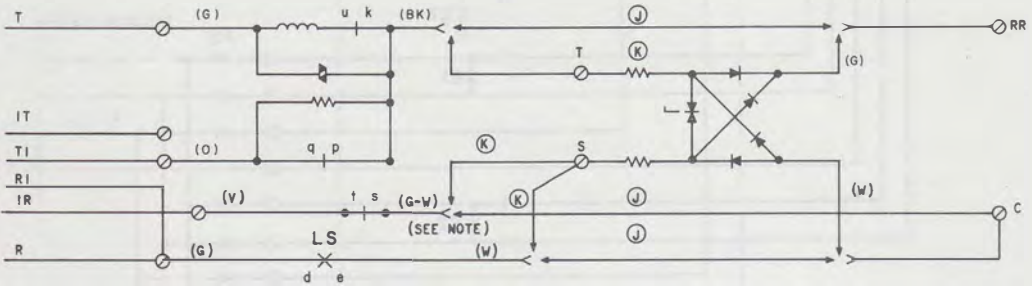 T (G) u k (BK) J RR
T K (G)
IT
TI (O) q p K S
RI
IR (V) t s (G-W) K J (W) C
(SEE NOTE) J
R (G) LS (W)
d e